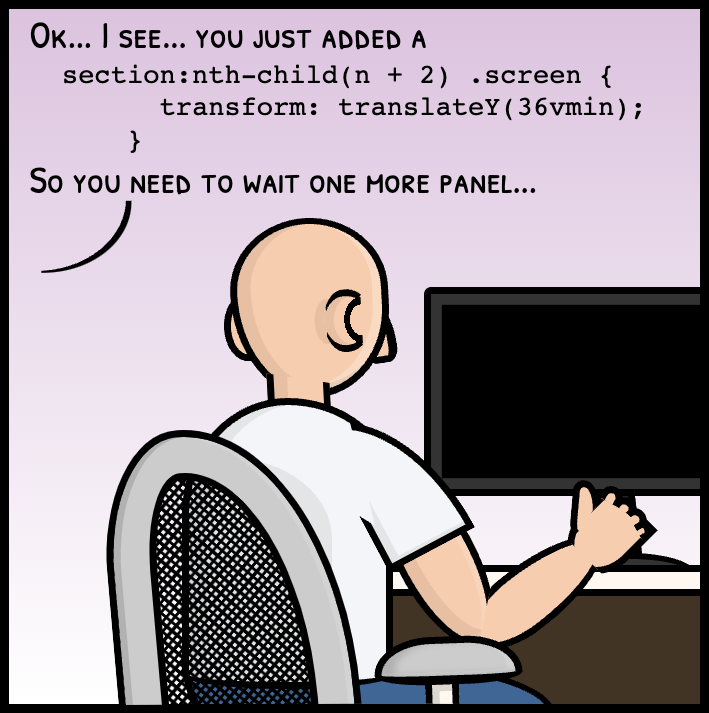 Ok... I see... you just added a
section:nth-child(n + 2) .screen {
transform: translateY(36vmin);
}
So you need to wait one more panel...